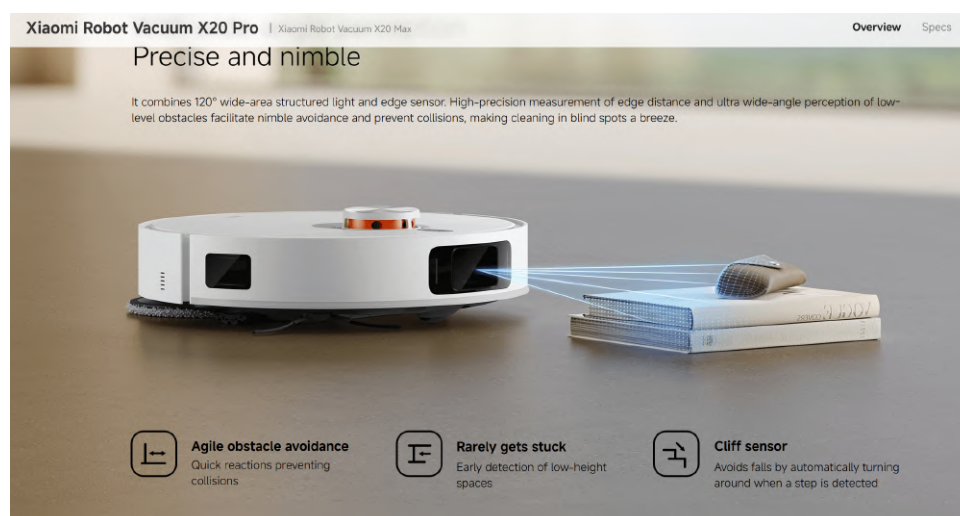 Xiaomi Robot Vacuum X20 Pro | Xiaomi Robot Vacuum X20 Max
Overview Specs
Precise and nimble
It combines 120° wide-area structured light and edge sensor. High-precision measurement of edge distance and ultra wide-angle perception of low-
level obstacles facilitate nimble avoidance and prevent collisions, making cleaning in blind spots a breeze.
Agile obstacle avoidance
Quick reactions preventing
collisions
Rarely gets stuck
Early detection of low-height
spaces
Cliff sensor
Avoids falls by automatically turning
around when a step is detected